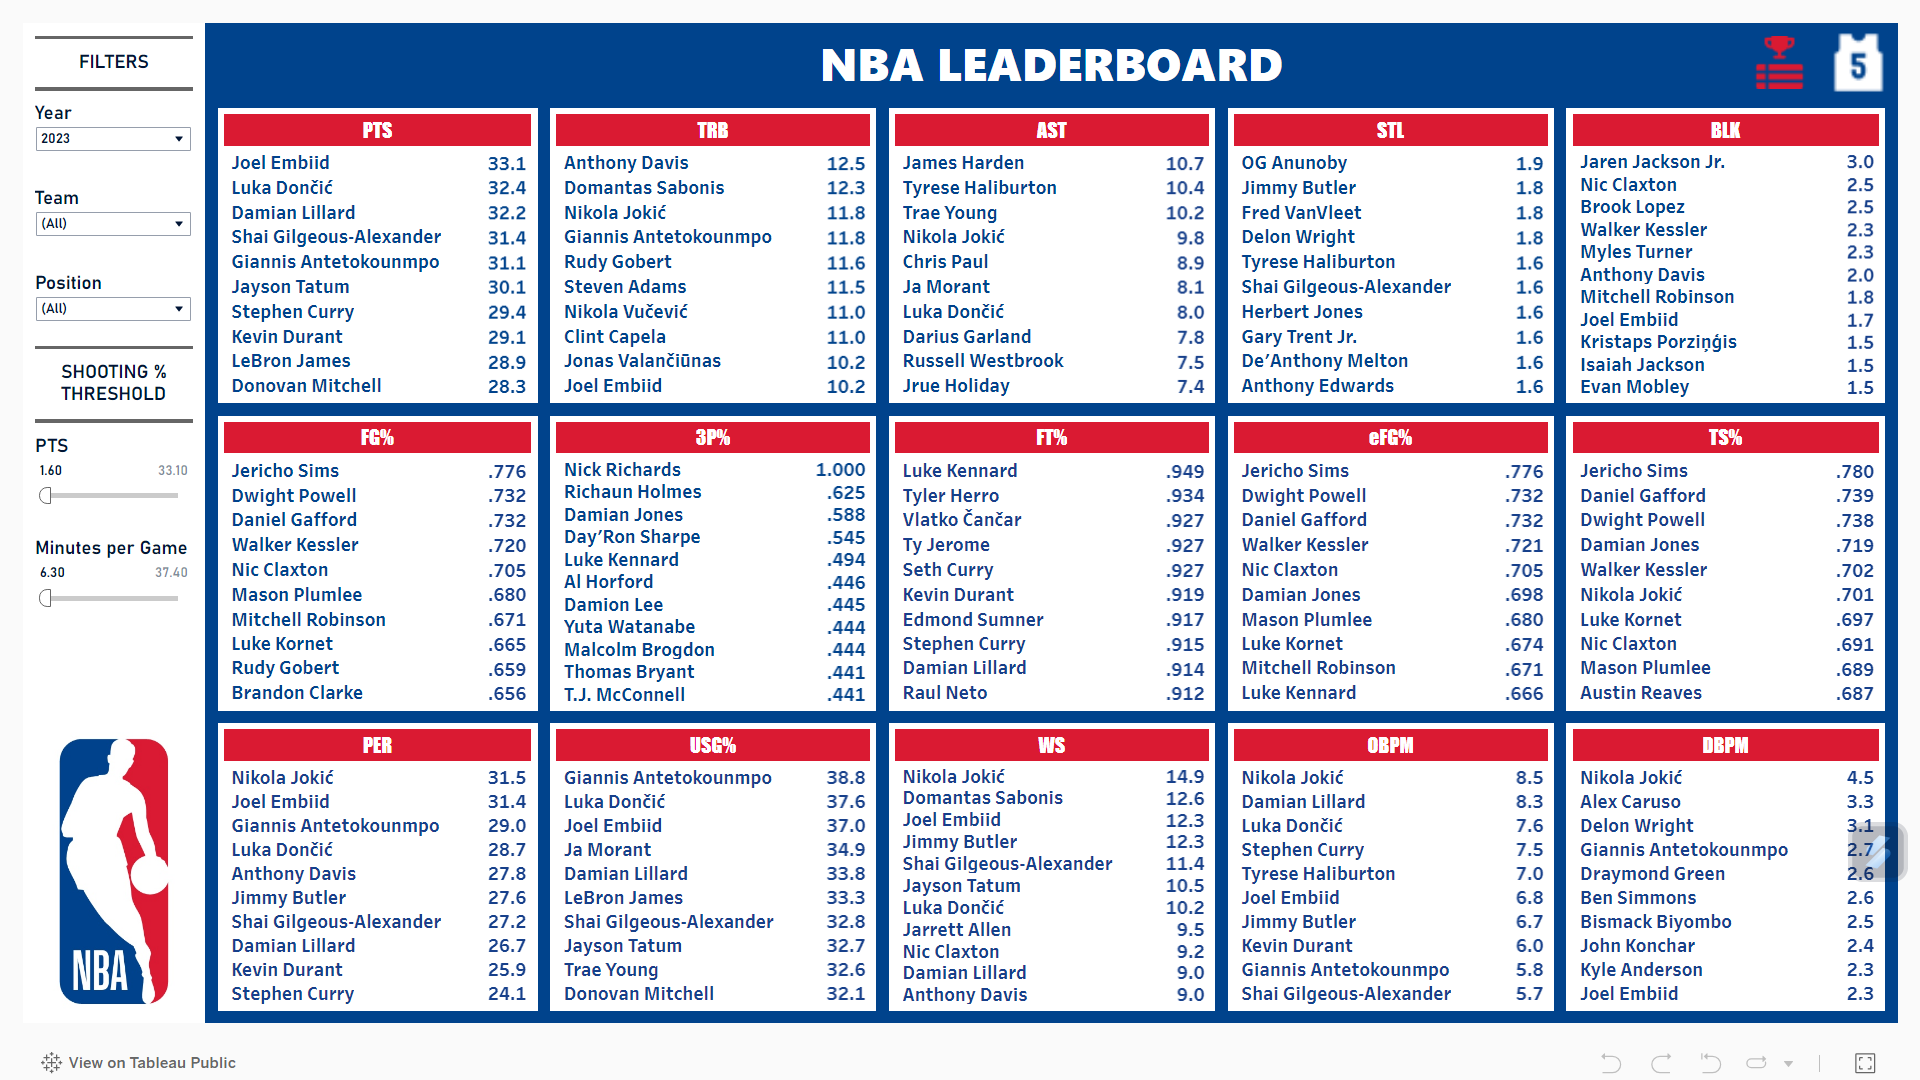 FILTERS
Year
2023
Team
(All)
Position
(All)
SHOOTING %
THRESHOLD
PTS
1.60 33.10
Minutes per Game
6.30 37.40
NBA
NBA LEADERBOARD
5
PTS
Joel Embiid 33.1
Luka Dončić 32.4
Damian Lillard 32.2
Shai Gilgeous-Alexander 31.4
Giannis Antetokounmpo 31.1
Jayson Tatum 30.1
Stephen Curry 29.4
Kevin Durant 29.1
LeBron James 28.9
Donovan Mitchell 28.3
TRB
Anthony Davis 12.5
Domantas Sabonis 12.3
Nikola Jokić 11.8
Giannis Antetokounmpo 11.8
Rudy Gobert 11.6
Steven Adams 11.5
Nikola Vučević 11.0
Clint Capela 11.0
Jonas Valančiūnas 10.2
Joel Embiid 10.2
AST
James Harden 10.7
Tyrese Haliburton 10.4
Trae Young 10.2
Nikola Jokić 9.8
Chris Paul 8.9
Ja Morant 8.1
Luka Dončić 8.0
Darius Garland 7.8
Russell Westbrook 7.5
Jrue Holiday 7.4
STL
OG Anunoby 1.9
Jimmy Butler 1.8
Fred VanVleet 1.8
Delon Wright 1.8
Tyrese Haliburton 1.6
Shai Gilgeous-Alexander 1.6
Herbert Jones 1.6
Gary Trent Jr. 1.6
De’Anthony Melton 1.6
Anthony Edwards 1.6
BLK
Jaren Jackson Jr. 3.0
Nic Claxton 2.5
Brook Lopez 2.5
Walker Kessler 2.3
Myles Turner 2.3
Anthony Davis 2.0
Mitchell Robinson 1.8
Joel Embiid 1.7
Kristaps Porziņģis 1.5
Isaiah Jackson 1.5
Evan Mobley 1.5
FG%
Jericho Sims .776
Dwight Powell .732
Daniel Gafford .732
Walker Kessler .720
Nic Claxton .705
Mason Plumlee .680
Mitchell Robinson .671
Luke Kornet .665
Rudy Gobert .659
Brandon Clarke .656
3P%
Nick Richards 1.000
Richaun Holmes .625
Damian Jones .588
Day’Ron Sharpe .545
Luke Kennard .494
Al Horford .446
Damion Lee .445
Yuta Watanabe .444
Malcolm Brogdon .444
Thomas Bryant .441
T.J. McConnell .441
FT%
Luke Kennard .949
Tyler Herro .934
Vlatko Čančar .927
Ty Jerome .927
Seth Curry .927
Kevin Durant .919
Edmond Sumner .917
Stephen Curry .915
Damian Lillard .914
Raul Neto .912
eFG%
Jericho Sims .776
Dwight Powell .732
Daniel Gafford .732
Walker Kessler .721
Nic Claxton .705
Damian Jones .698
Mason Plumlee .680
Luke Kornet .674
Mitchell Robinson .671
Luke Kennard .666
TS%
Jericho Sims .780
Daniel Gafford .739
Dwight Powell .738
Damian Jones .719
Walker Kessler .702
Nikola Jokić .701
Luke Kornet .697
Nic Claxton .691
Mason Plumlee .689
Austin Reaves .687
PER
Nikola Jokić 31.5
Joel Embiid 31.4
Giannis Antetokounmpo 29.0
Luka Dončić 28.7
Anthony Davis 27.8
Jimmy Butler 27.6
Shai Gilgeous-Alexander 27.2
Damian Lillard 26.7
Kevin Durant 25.9
Stephen Curry 24.1
USG%
Giannis Antetokounmpo 38.8
Luka Dončić 37.6
Joel Embiid 37.0
Ja Morant 34.9
Damian Lillard 33.8
LeBron James 33.3
Shai Gilgeous-Alexander 32.8
Jayson Tatum 32.7
Trae Young 32.6
Donovan Mitchell 32.1
WS
Nikola Jokić 14.9
Domantas Sabonis 12.6
Joel Embiid 12.3
Jimmy Butler 12.3
Shai Gilgeous-Alexander 11.4
Jayson Tatum 10.5
Luka Dončić 10.2
Jarrett Allen 9.5
Nic Claxton 9.2
Damian Lillard 9.0
Anthony Davis 9.0
OBPM
Nikola Jokić 8.5
Damian Lillard 8.3
Luka Dončić 7.6
Stephen Curry 7.5
Tyrese Haliburton 7.0
Joel Embiid 6.8
Jimmy Butler 6.7
Kevin Durant 6.0
Giannis Antetokounmpo 5.8
Shai Gilgeous-Alexander 5.7
DBPM
Nikola Jokić 4.5
Alex Caruso 3.3
Delon Wright 3.1
Giannis Antetokounmpo 2.7
Draymond Green 2.6
Ben Simmons 2.6
Bismack Biyombo 2.5
John Konchar 2.4
Kyle Anderson 2.3
Joel Embiid 2.3
View on Tableau Public